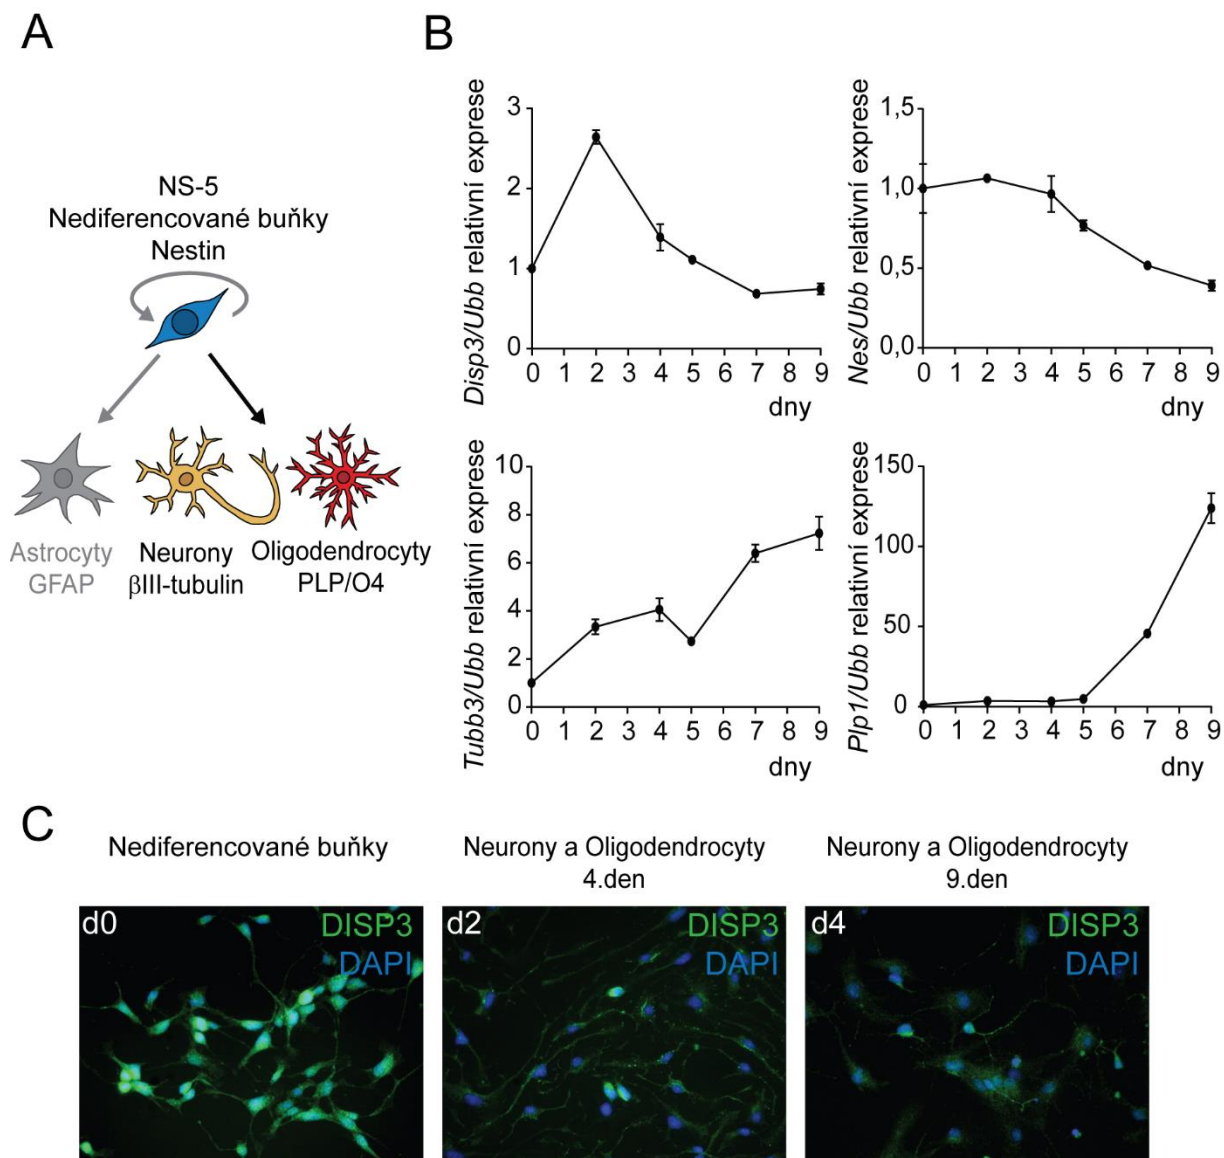 A
NS-5
Nediferencované buňky
Nestin
Astrocyty
GFAP
Neurony
βIII-tubulin
Oligodendrocyty
PLP/O4
B
Disp3/Ubb relativní exprese
3
2
1
0
0 1 2 3 4 5 6 7 8 9
dny
Nes/Ubb relativní exprese
1,5
1,0
0,5
0,0
0 1 2 3 4 5 6 7 8 9
dny
Tubb3/Ubb relativní exprese
10
8
6
4
2
0
0 1 2 3 4 5 6 7 8 9
dny
Plp1/Ubb relativní exprese
150
100
50
0
0 1 2 3 4 5 6 7 8 9
dny
C
Nediferencované buňky
d0
DISP3
DAPI
Neurony a Oligodendrocyty
4.den
d2
DISP3
DAPI
Neurony a Oligodendrocyty
9.den
d4
DISP3
DAPI